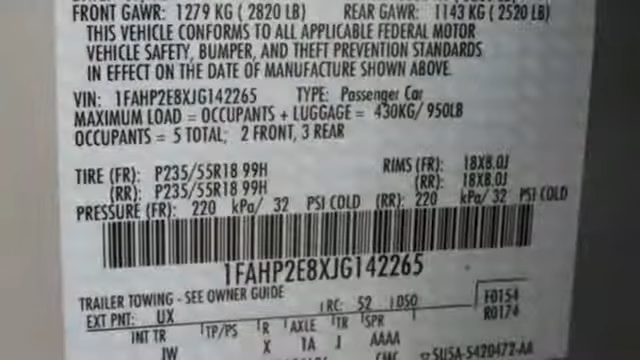 FRONT GAWR: 1279 KG ( 2820 LB) REAR GAWR: 1143 KG ( 2520 LB)
THIS VEHICLE CONFORMS TO ALL APPLICABLE FEDERAL MOTOR
VEHICLE SAFETY, BUMPER, AND THEFT PREVENTION STANDARDS
IN EFFECT ON THE DATE OF MANUFACTURE SHOWN ABOVE.
VIN: 1FAHP2E8XJG142265 TYPE: Passenger Car
MAXIMUM LOAD = OCCUPANTS + LUGGAGE = 430KG/ 950LB
OCCUPANTS = 5 TOTAL; 2 FRONT, 3 REAR
TIRE (FR): P235/55R18 99H RIMS (FR): 18X8.0J
(RR): P235/55R18 99H (RR): 18X8.0J
PRESSURE (FR): 220 kPa/ 32 PSI COLD (RR): 220 kPa/ 32 PSI COLD
1FAHP2E8XJG142265
TRAILER TOWING - SEE OWNER GUIDE
EXT PNT: UX RC: 52 DSO F0154
R0174
INT TR TP/PS R AXLE TR SPR
JW X 1A J AAAA